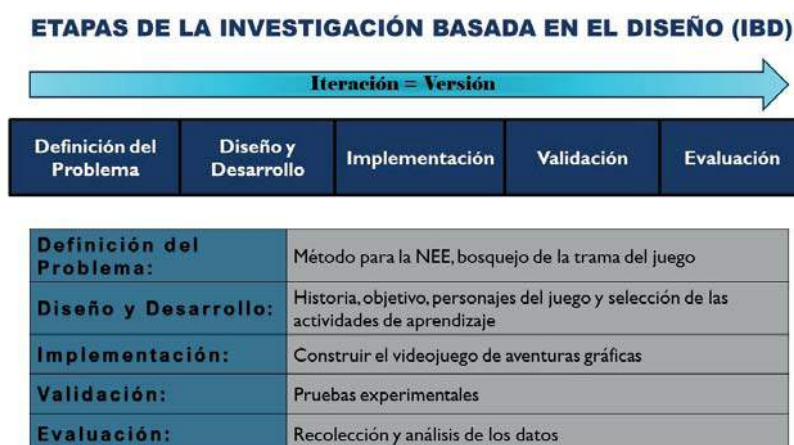 ETAPAS DE LA INVESTIGACIÓN BASADA EN EL DISEÑO (IBD)
Iteración = Versión
Definición del
Problema
Diseño y
Desarrollo
Implementación
Validación
Evaluación
Definición del
Problema:
Método para la NEE, bosquejo de la trama del juego
Diseño y Desarrollo:
Historia, objetivo, personajes del juego y selección de las
actividades de aprendizaje
Implementación:
Construir el videojuego de aventuras gráficas
Validación:
Pruebas experimentales
Evaluación:
Recolección y análisis de los datos